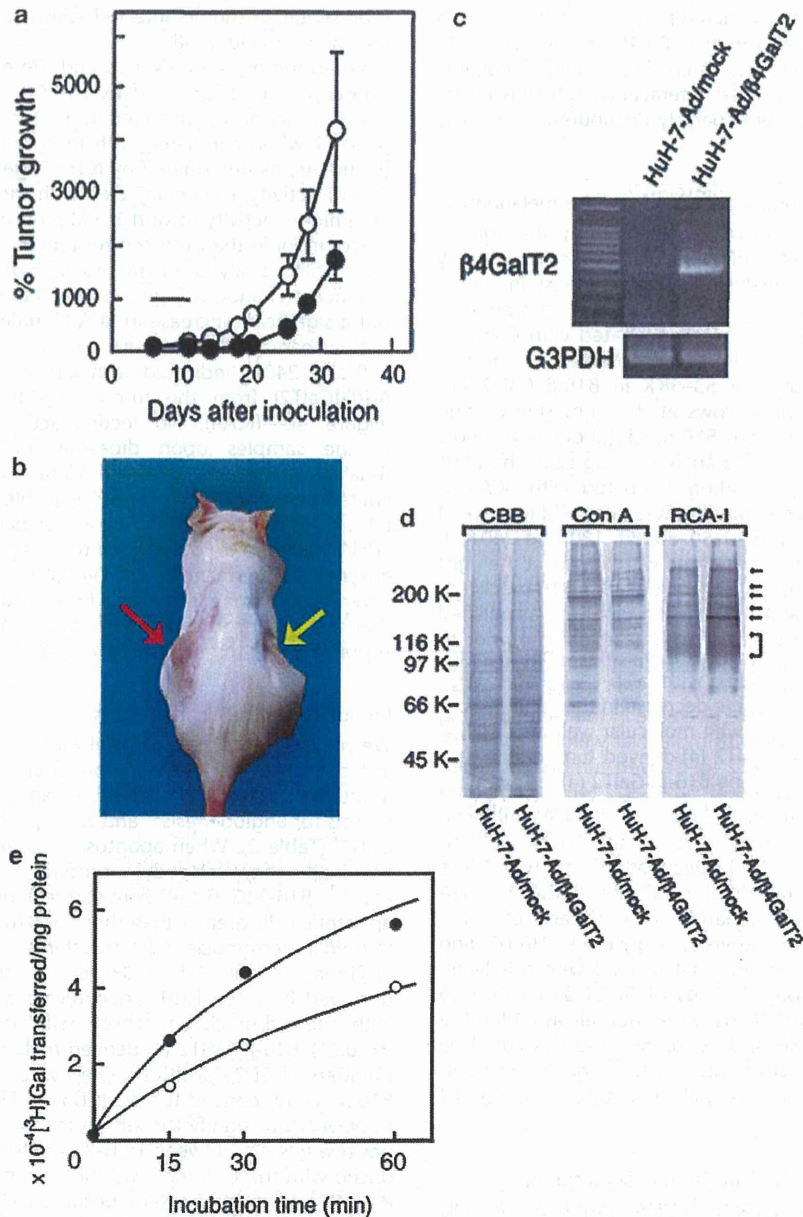 a
% Tumor growth
5000
3000
1000
0
0 10 20 30 40
Days after inoculation
b
c
HuH-7-Ad/mock
HuH-7-Ad/β4GalT2
β4GalT2
G3PDH
d
CBB Con A RCA-I
200 K
116 K
97 K
66 K
45 K
HuH-7-Ad/mock
HuH-7-Ad/β4GalT2
HuH-7-Ad/mock
HuH-7-Ad/β4GalT2
HuH-7-Ad/mock
HuH-7-Ad/β4GalT2
e
x 10⁻⁴[³H]Gal transferred/mg protein
6
4
2
0
0 15 30 60
Incubation time (min)